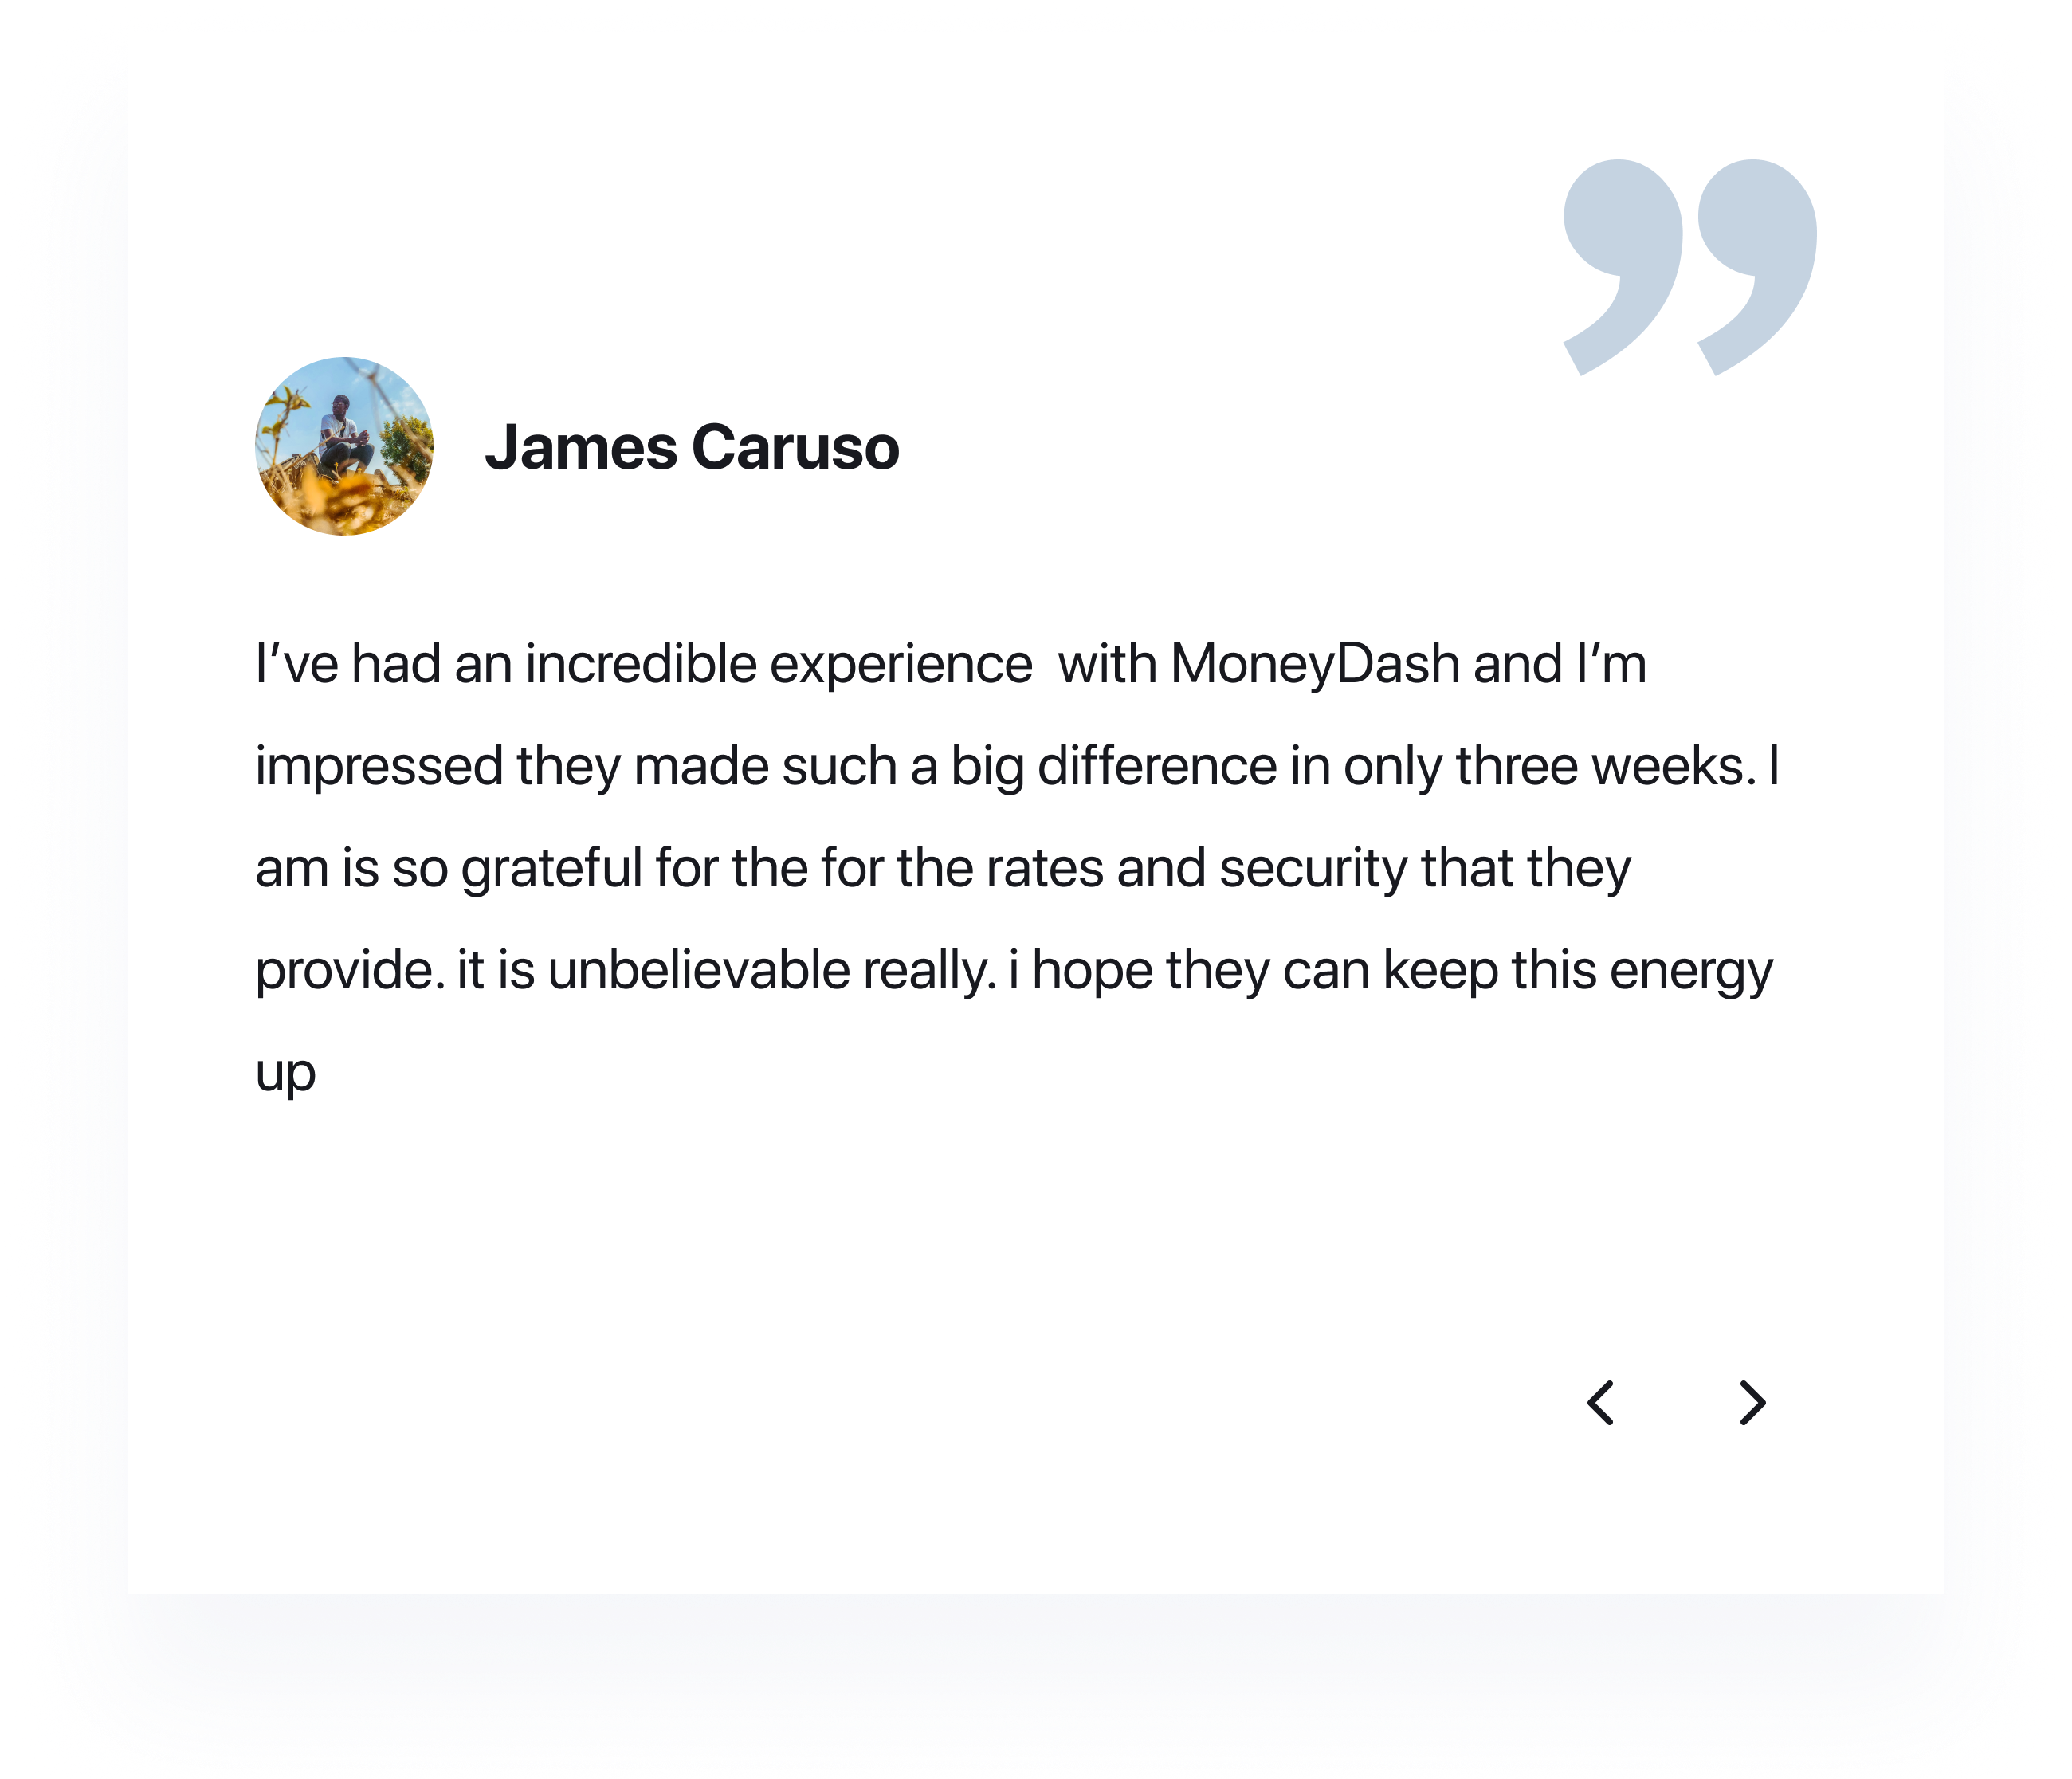 James Caruso
I’ve had an incredible experience  with MoneyDash and I’m
impressed they made such a big difference in only three weeks. I
am is so grateful for the for the rates and security that they
provide. it is unbelievable really. i hope they can keep this energy
up